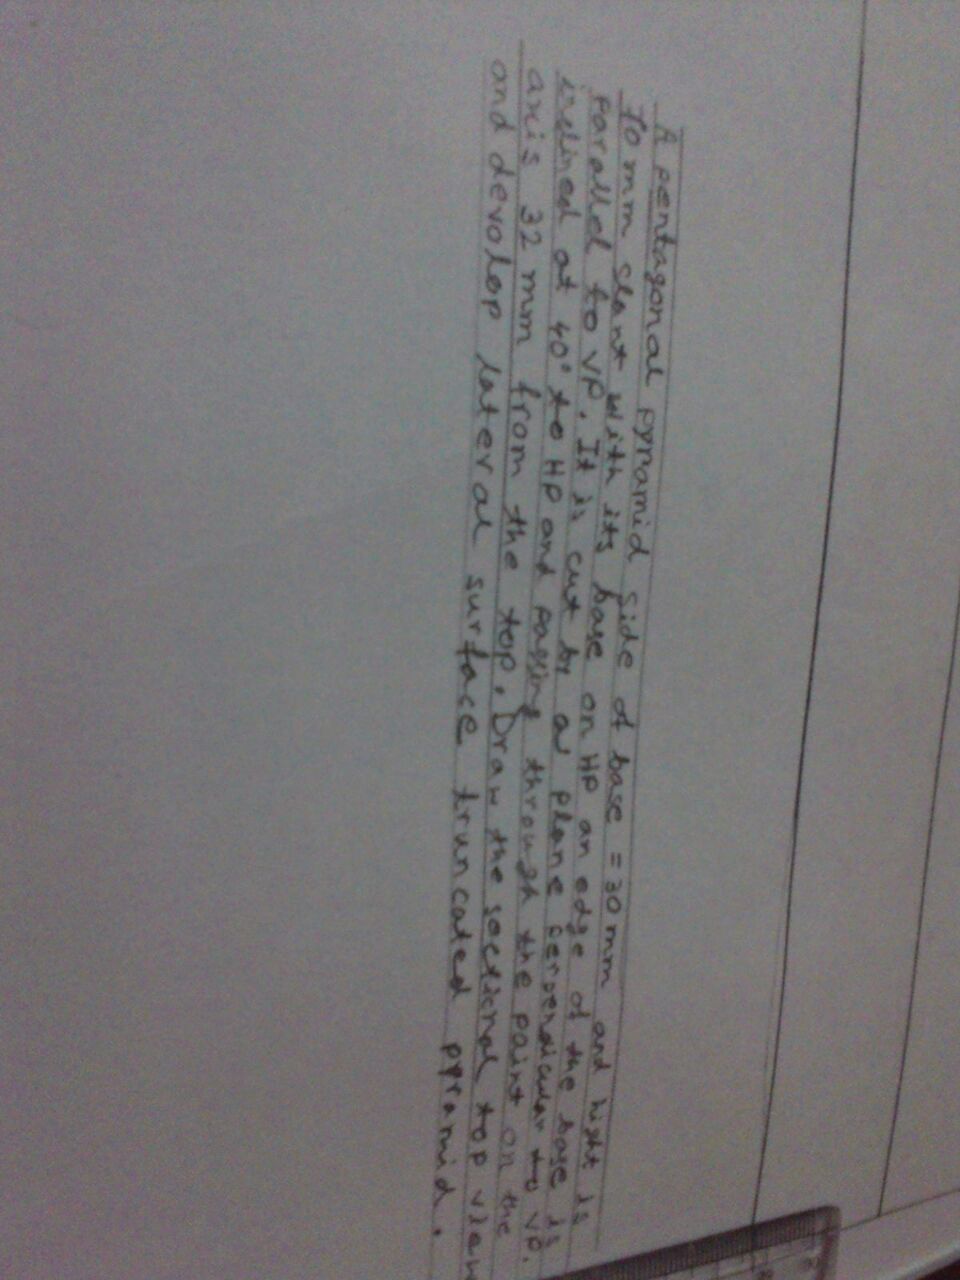 A pentagonal pyramid side of base = 30 mm and hight is
70 mm slant with its base on HP an edge of the base is
parallel to VP. It is cut by a plane perpendicular to VP.
inclined at 40° to HP and passing through the paint on the
axis 32 mm from the top. Draw the sectional top view
and devolop lateral surface truncated pyramid.